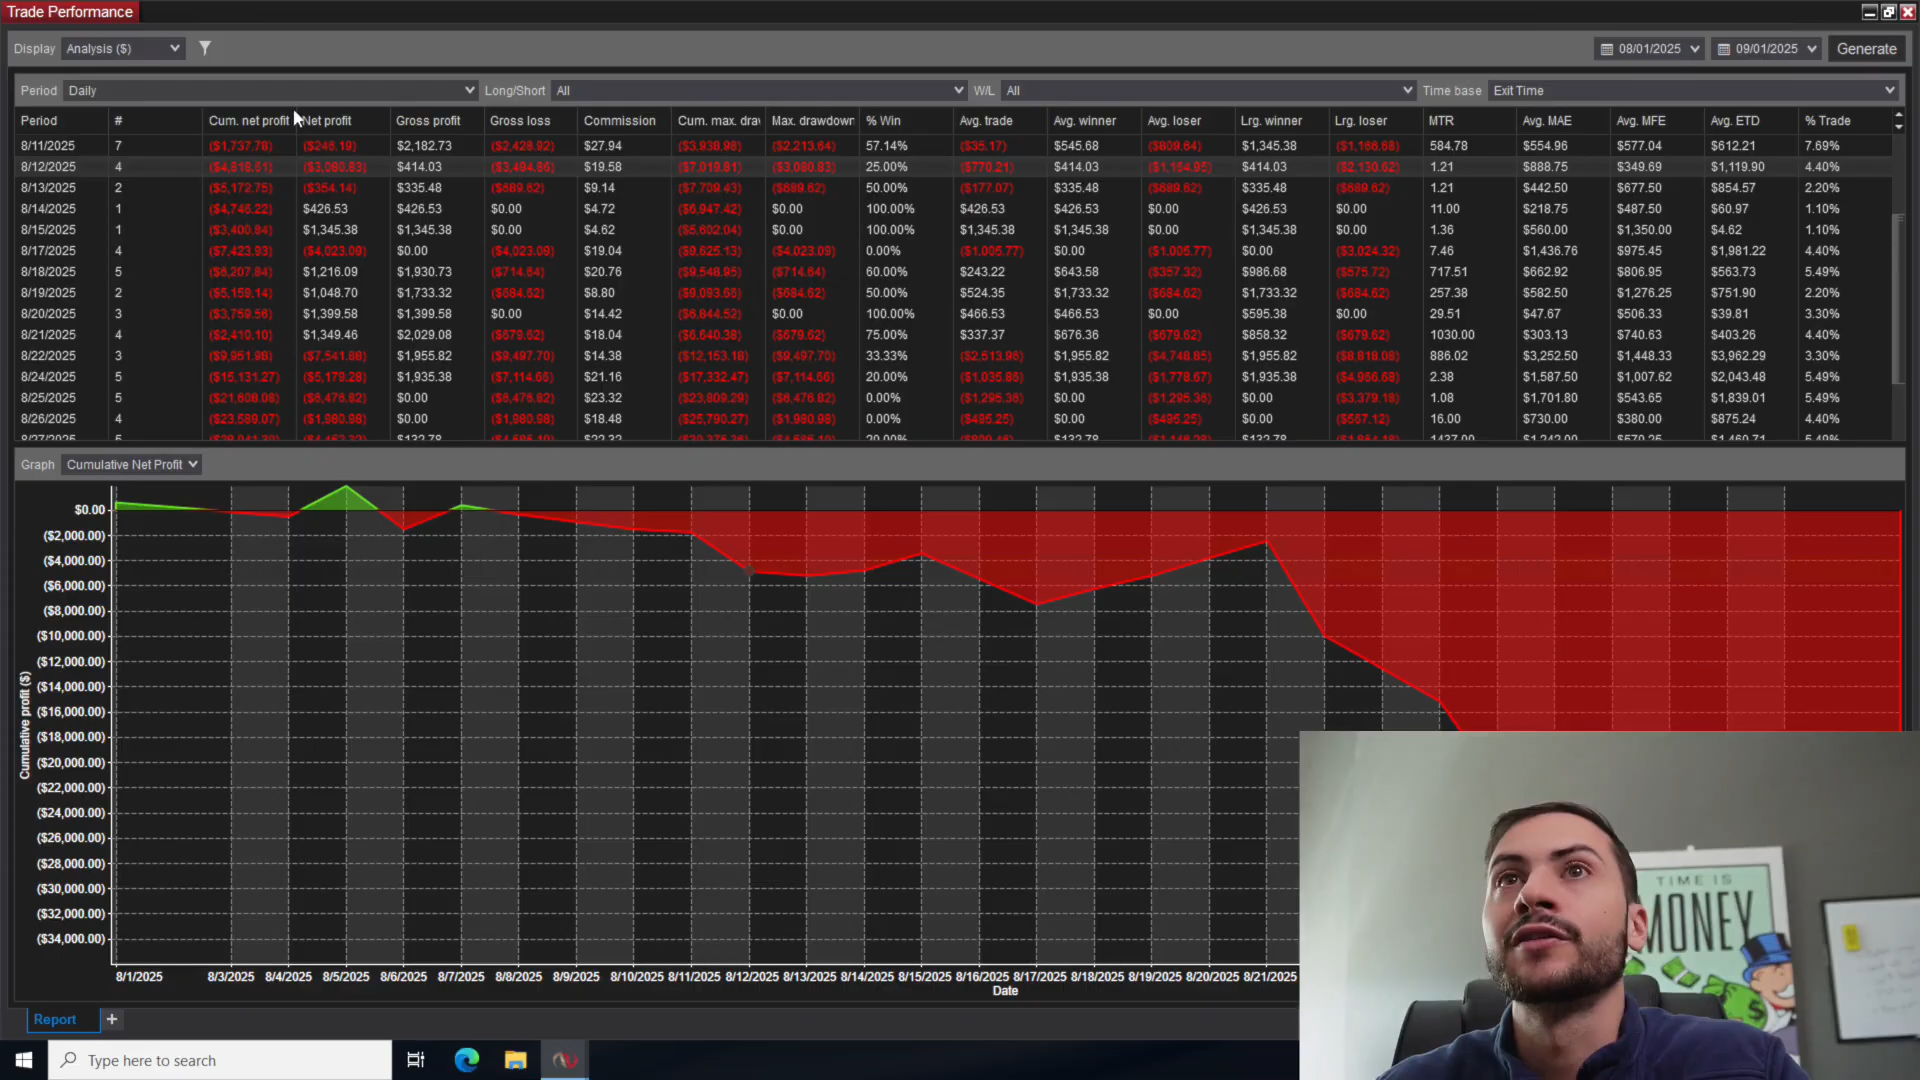 Trade Performance
Display Analysis ($) 08/01/2025 09/01/2025 Generate
Period Daily Long/Short All W/L All Time base Exit Time
Period # Cum. net profit Net profit Gross profit Gross loss Commission Cum. max. drav Max. drawdown % Win Avg. trade Avg. winner Avg. loser Lrg. winner Lrg. loser MTR Avg. MAE Avg. MFE Avg. ETD % Trade
8/11/2025 7 ($1,737.78) ($246.19) $2,182.73 ($2,428.92) $27.94 ($3,938.98) ($2,213.64) 57.14% ($35.17) $545.68 ($809.64) $1,345.38 ($1,166.68) 584.78 $554.96 $577.04 $612.21 7.69%
8/12/2025 4 ($4,818.61) ($3,080.83) $414.03 ($3,494.86) $19.58 ($7,019.81) ($3,080.83) 25.00% ($770.21) $414.03 ($1,164.95) $414.03 ($2,130.62) 1.21 $888.75 $349.69 $1,119.90 4.40%
8/13/2025 2 ($5,172.75) ($354.14) $335.48 ($689.62) $9.14 ($7,709.43) ($689.62) 50.00% ($177.07) $335.48 ($689.62) $335.48 ($689.62) 1.21 $442.50 $677.50 $854.57 2.20%
8/14/2025 1 ($4,746.22) $426.53 $426.53 $0.00 $4.72 ($6,947.42) $0.00 100.00% $426.53 $426.53 $0.00 $426.53 $0.00 11.00 $218.75 $487.50 $60.97 1.10%
8/15/2025 1 ($3,400.84) $1,345.38 $1,345.38 $0.00 $4.62 ($5,602.04) $0.00 100.00% $1,345.38 $1,345.38 $0.00 $1,345.38 $0.00 1.36 $560.00 $1,350.00 $4.62 1.10%
8/17/2025 4 ($7,423.93) ($4,023.09) $0.00 ($4,023.09) $19.04 ($9,625.13) ($4,023.09) 0.00% ($1,005.77) $0.00 ($1,005.77) $0.00 ($3,024.32) 7.46 $1,436.76 $975.45 $1,981.22 4.40%
8/18/2025 5 ($6,207.84) $1,216.09 $1,930.73 ($714.64) $20.76 ($9,548.95) ($714.64) 60.00% $243.22 $643.58 ($357.32) $986.68 ($575.72) 717.51 $662.92 $806.95 $563.73 5.49%
8/19/2025 2 ($5,159.14) $1,048.70 $1,733.32 ($684.62) $8.80 ($9,093.66) ($684.62) 50.00% $524.35 $1,733.32 ($684.62) $1,733.32 ($684.62) 257.38 $582.50 $1,276.25 $751.90 2.20%
8/20/2025 3 ($3,759.56) $1,399.58 $1,399.58 $0.00 $14.42 ($6,844.52) $0.00 100.00% $466.53 $466.53 $0.00 $595.38 $0.00 29.51 $47.67 $506.33 $39.81 3.30%
8/21/2025 4 ($2,410.10) $1,349.46 $2,029.08 ($679.62) $18.04 ($6,640.38) ($679.62) 75.00% $337.37 $676.36 ($679.62) $858.32 ($679.62) 1030.00 $303.13 $740.63 $403.26 4.40%
8/22/2025 3 ($9,951.98) ($7,541.88) $1,955.82 ($9,497.70) $14.38 ($12,153.18) ($9,497.70) 33.33% ($2,513.96) $1,955.82 ($4,748.85) $1,955.82 ($8,818.08) 886.02 $3,252.50 $1,448.33 $3,962.29 3.30%
8/24/2025 5 ($15,131.27) ($5,179.28) $1,935.38 ($7,114.66) $21.16 ($17,332.47) ($7,114.66) 20.00% ($1,035.86) $1,935.38 ($1,778.67) $1,935.38 ($4,966.68) 2.38 $1,587.50 $1,007.62 $2,043.48 5.49%
8/25/2025 5 ($21,608.08) ($6,476.82) $0.00 ($6,476.82) $23.32 ($23,809.29) ($6,476.82) 0.00% ($1,295.36) $0.00 ($1,295.36) $0.00 ($3,379.18) 1.08 $1,701.80 $543.65 $1,839.01 5.49%
8/26/2025 4 ($23,589.07) ($1,980.98) $0.00 ($1,980.98) $18.48 ($25,790.27) ($1,980.98) 0.00% ($495.25) $0.00 ($495.25) $0.00 ($557.12) 16.00 $730.00 $380.00 $875.24 4.40%
8/27/2025 5 $132.78 20.00% $132.78 $132.78 1437.00 5.49%
Graph Cumulative Net Profit
Cumulative profit ($)
$0.00
($2,000.00)
($4,000.00)
($6,000.00)
($8,000.00)
($10,000.00)
($12,000.00)
($14,000.00)
($16,000.00)
($18,000.00)
($20,000.00)
($22,000.00)
($24,000.00)
($26,000.00)
($28,000.00)
($30,000.00)
($32,000.00)
($34,000.00)
8/1/2025 8/3/2025 8/4/2025 8/5/2025 8/6/2025 8/7/2025 8/8/2025 8/9/2025 8/10/2025 8/11/2025 8/12/2025 8/13/2025 8/14/2025 8/15/2025 8/16/2025 8/17/2025 8/18/2025 8/19/2025 8/20/2025 8/21/2025
Date
TIME IS
MONEY
Report +
Type here to search